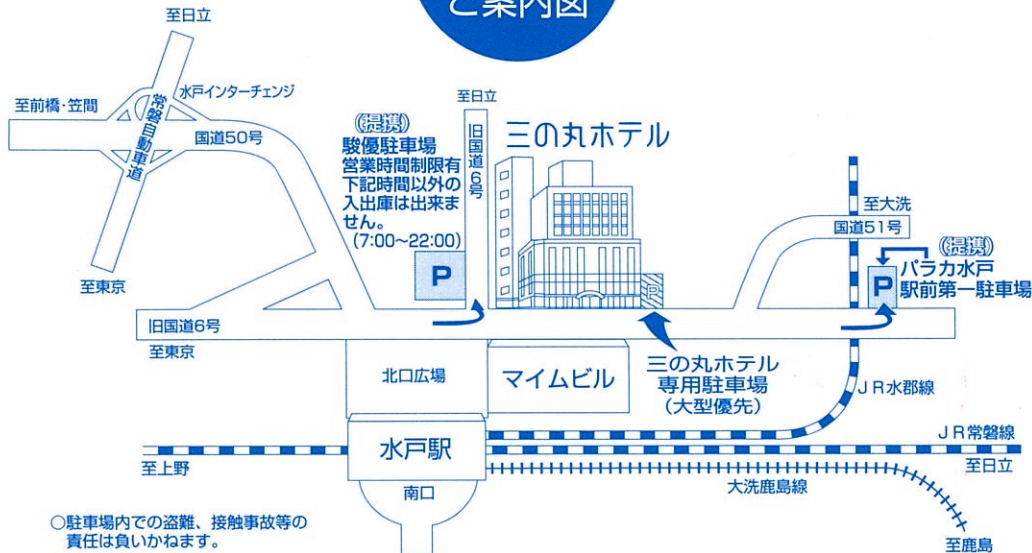 ご案内図
至日立
水戸インターチェンジ
至前橋・笠間
常磐自動車道
国道50号
至東京
(提携)
駿優駐車場
営業時間制限有
下記時間以外の
入出庫は出来ま
せん。
(7:00〜22:00)
P
至日立
旧国道6号
三の丸ホテル
P
至大洗
国道51号
(提携)
パラカ水戸
駅前第一駐車場
P
旧国道6号
至東京
北口広場
マイムビル
三の丸ホテル
専用駐車場
(大型優先)
JR水郡線
水戸駅
JR常磐線
至上野
至日立
南口
大洗鹿島線
至鹿島
○駐車場内での盗難、接触事故等の
責任は負いかねます。